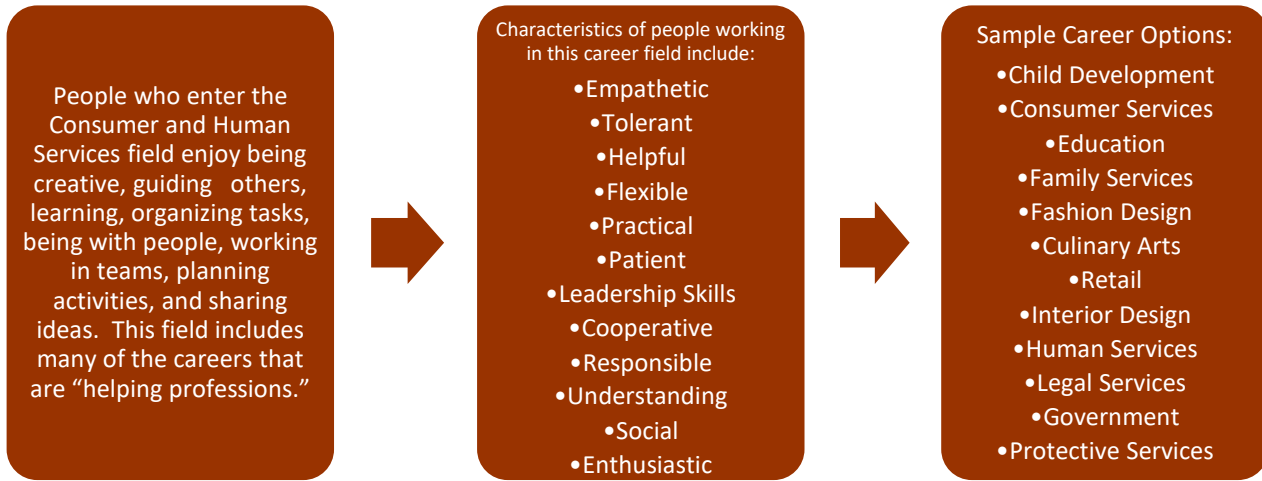 People who enter the
Consumer and Human
Services field enjoy being
creative, guiding others,
learning, organizing tasks,
being with people, working
in teams, planning
activities, and sharing
ideas. This field includes
many of the careers that
are “helping professions.”
Characteristics of people working
in this career field include:
•Empathetic
•Tolerant
•Helpful
•Flexible
•Practical
•Patient
•Leadership Skills
•Cooperative
•Responsible
•Understanding
•Social
•Enthusiastic
Sample Career Options:
•Child Development
•Consumer Services
•Education
•Family Services
•Fashion Design
•Culinary Arts
•Retail
•Interior Design
•Human Services
•Legal Services
•Government
•Protective Services